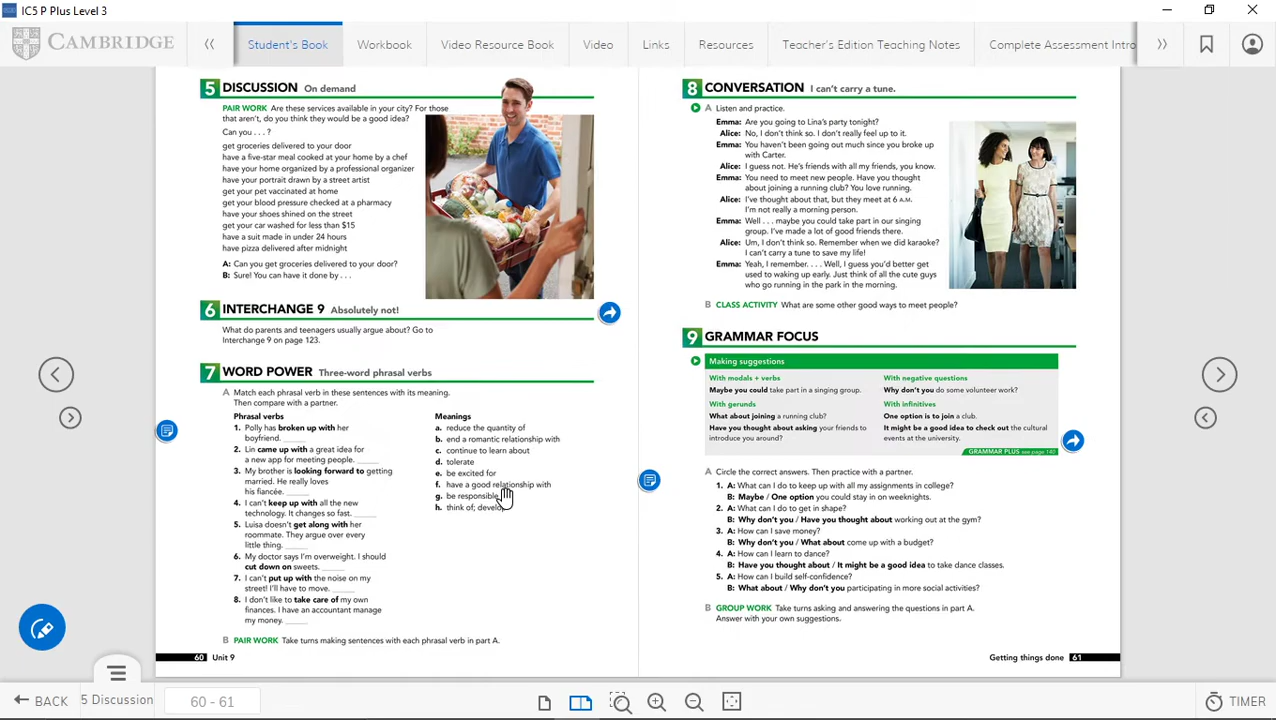 IC5 P Plus Level 3
CAMBRIDGE
Student's Book
Workbook
Video Resource Book
Video
Links
Resources
Teacher's Edition Teaching Notes
Complete Assessment Intro
5 DISCUSSION On demand
PAIR WORK Are these services available in your city? For those
that aren't, do you think they would be a good idea?
Can you . . . ?
get groceries delivered to your door
have a five-star meal cooked at your home by a chef
have your home organized by a professional organizer
have your portrait drawn by a street artist
get your pet vaccinated at home
get your blood pressure checked at a pharmacy
have your shoes shined on the street
get your car washed for less than $15
have a suit made in under 24 hours
have pizza delivered after midnight
A: Can you get groceries delivered to your door?
B: Sure! You can have it done by . . .
6 INTERCHANGE 9 Absolutely not!
What do parents and teenagers usually argue about? Go to
Interchange 9 on page 123.
7 WORD POWER Three-word phrasal verbs
A Match each phrasal verb in these sentences with its meaning.
Then compare with a partner.
Phrasal verbs
1. Polly has broken up with her
boyfriend. ____
2. Lin came up with a great idea for
a new app for meeting people. ____
3. My brother is looking forward to getting
married. He really loves
his fiancée. ____
4. I can't keep up with all the new
technology. It changes so fast. ____
5. Luisa doesn't get along with her
roommate. They argue over every
little thing. ____
6. My doctor says I'm overweight. I should
cut down on sweets. ____
7. I can't put up with the noise on my
street! I'll have to move. ____
8. I don't like to take care of my own
finances. I have an accountant manage
my money. ____
Meanings
a. reduce the quantity of
b. end a romantic relationship with
c. continue to learn about
d. tolerate
e. be excited for
f. have a good relationship with
g. be responsible
h. think of; develop
B PAIR WORK Take turns making sentences with each phrasal verb in part A.
60 Unit 9
8 CONVERSATION I can't carry a tune.
A Listen and practice.
Emma: Are you going to Lina's party tonight?
Alice: No, I don't think so. I don't really feel up to it.
Emma: You haven't been going out much since you broke up
with Carter.
Alice: I guess not. He's friends with all my friends, you know.
Emma: You need to meet new people. Have you thought
about joining a running club? You love running.
Alice: I've thought about that, but they meet at 6 A.M.
I'm not really a morning person.
Emma: Well . . . maybe you could take part in our singing
group. I've made a lot of good friends there.
Alice: Um, I don't think so. Remember when we did karaoke?
I can't carry a tune to save my life!
Emma: Yeah, I remember. . . . Well, I guess you'd better get
used to waking up early. Just think of all the cute guys
who go running in the park in the morning.
B CLASS ACTIVITY What are some other good ways to meet people?
9 GRAMMAR FOCUS
Making suggestions
With modals + verbs
Maybe you could take part in a singing group.
With gerunds
What about joining a running club?
Have you thought about asking your friends to
introduce you around?
With negative questions
Why don't you do some volunteer work?
With infinitives
One option is to join a club.
It might be a good idea to check out the cultural
events at the university.
GRAMMAR PLUS see page 140
A Circle the correct answers. Then practice with a partner.
1. A: What can I do to keep up with all my assignments in college?
B: Maybe / One option you could stay in on weeknights.
2. A: What can I do to get in shape?
B: Why don't you / Have you thought about working out at the gym?
3. A: How can I save money?
B: Why don't you / What about come up with a budget?
4. A: How can I learn to dance?
B: Have you thought about / It might be a good idea to take dance classes.
5. A: How can I build self-confidence?
B: What about / Why don't you participating in more social activities?
B GROUP WORK Take turns asking and answering the questions in part A.
Answer with your own suggestions.
Getting things done 61
BACK
5 Discussion
60 - 61
TIMER